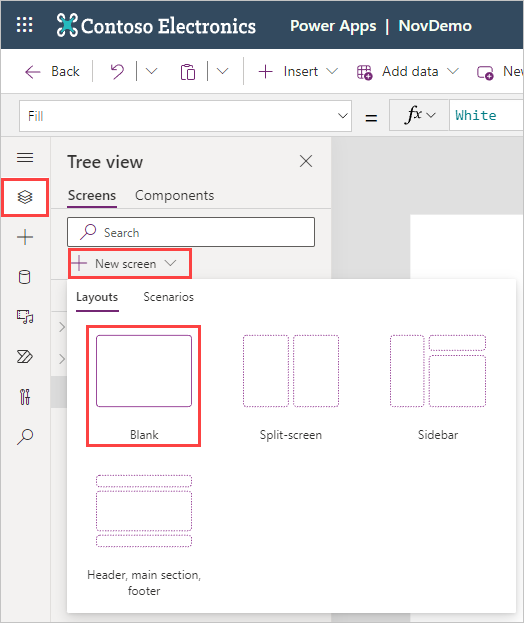 Contoso Electronics Power Apps | NovDemo
Back Insert Add data New
Fill = fx White
Tree view
Screens Components
Search
New screen
Layouts Scenarios
Blank Split-screen Sidebar
Header, main section,
footer